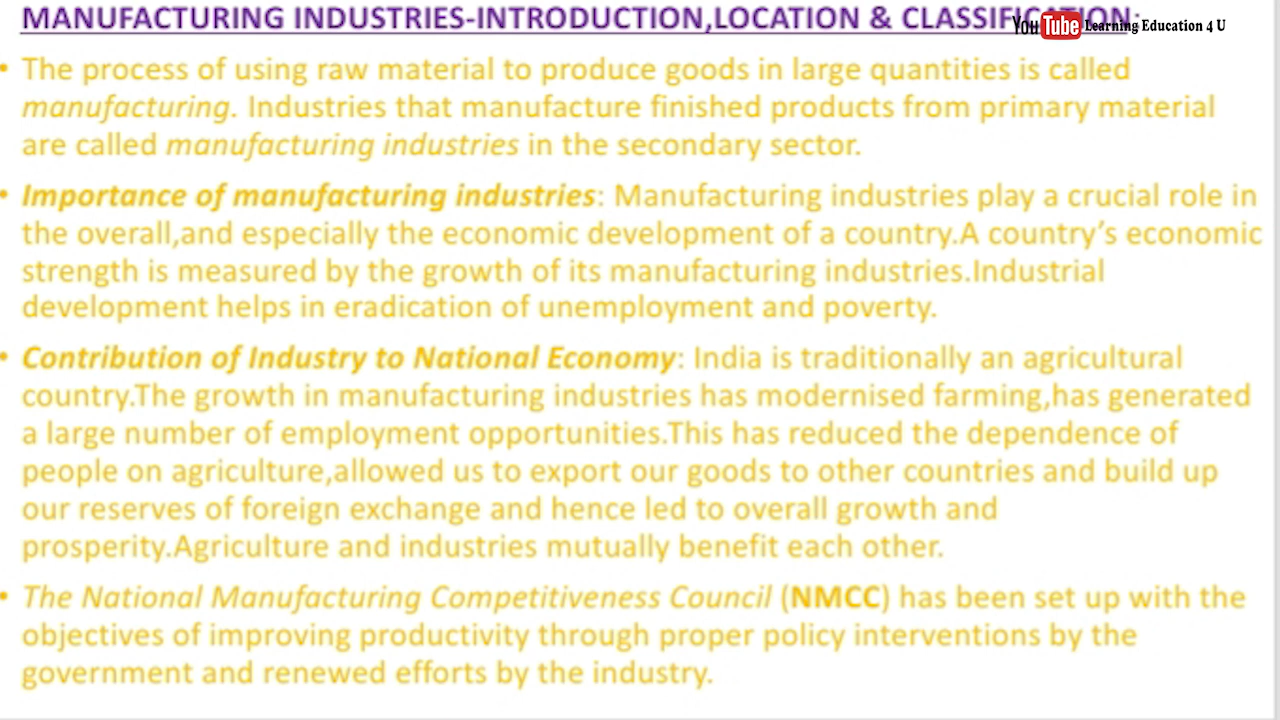 MANUFACTURING INDUSTRIES-INTRODUCTION,LOCATION & CLASSIFICATION:
You Tube Learning Education 4 U
• The process of using raw material to produce goods in large quantities is called
manufacturing. Industries that manufacture finished products from primary material
are called manufacturing industries in the secondary sector.
• Importance of manufacturing industries: Manufacturing industries play a crucial role in
the overall,and especially the economic development of a country.A country’s economic
strength is measured by the growth of its manufacturing industries.Industrial
development helps in eradication of unemployment and poverty.
• Contribution of Industry to National Economy: India is traditionally an agricultural
country.The growth in manufacturing industries has modernised farming,has generated
a large number of employment opportunities.This has reduced the dependence of
people on agriculture,allowed us to export our goods to other countries and build up
our reserves of foreign exchange and hence led to overall growth and
prosperity.Agriculture and industries mutually benefit each other.
• The National Manufacturing Competitiveness Council (NMCC) has been set up with the
objectives of improving productivity through proper policy interventions by the
government and renewed efforts by the industry.